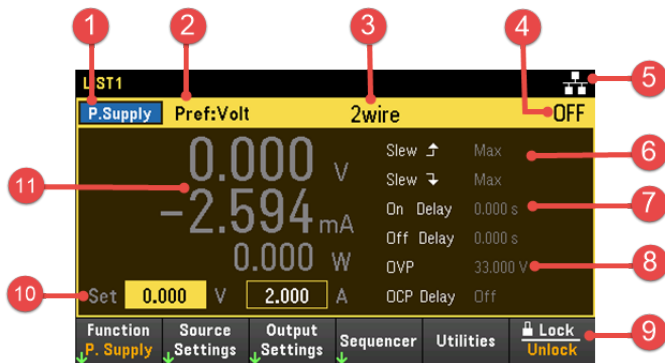 1 2 3 4
LIST1 5
P.Supply Pref:Volt 2wire OFF
0.000 V Slew Max 6
Slew Max
11 -2.594 mA On Delay 0.000 s 7
Off Delay 0.000 s
0.000 W OVP 33.000 V 8
10 Set 0.000 V 2.000 A OCP Delay Off
Function Source Output Sequencer Utilities Lock 9
P. Supply Settings Settings Unlock